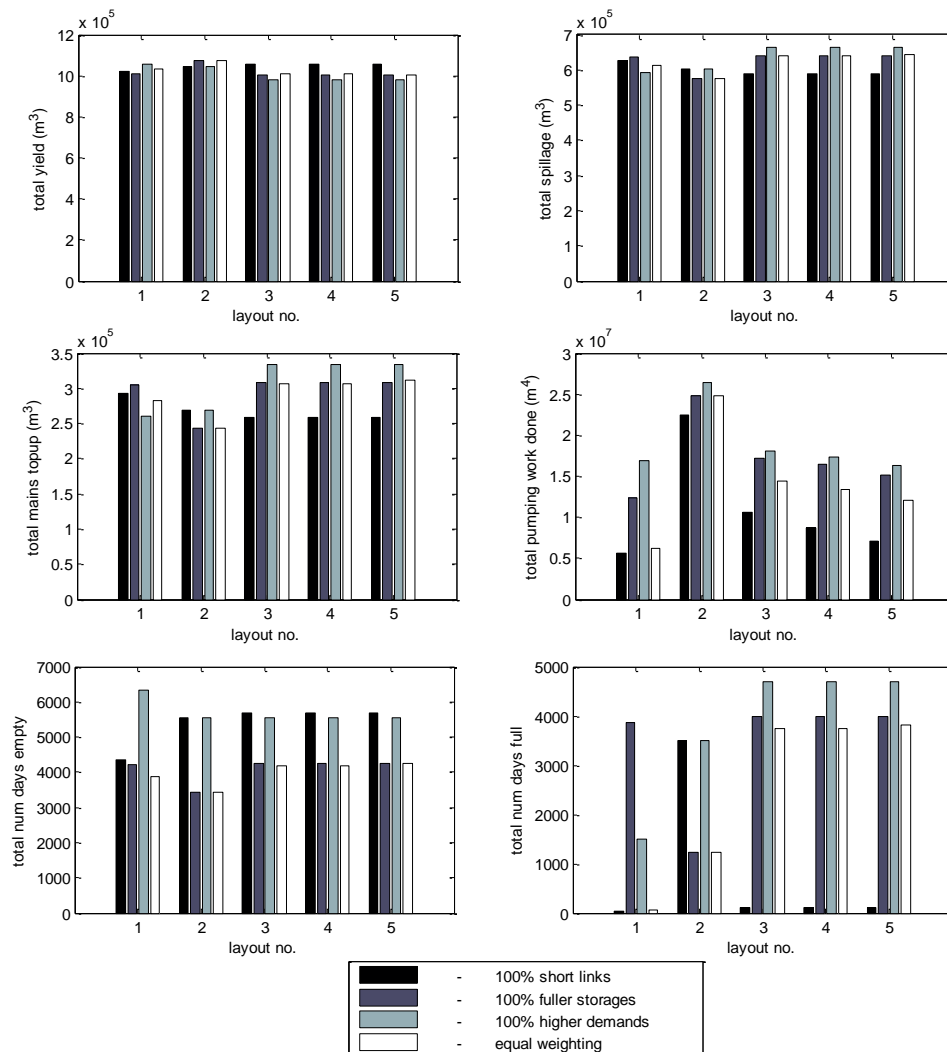 x 10^5
12
10
8
6
4
2
0
total yield (m^3)
1 2 3 4 5
layout no.
x 10^5
7
6
5
4
3
2
1
0
total spillage (m^3)
1 2 3 4 5
layout no.
x 10^5
3.5
3
2.5
2
1.5
1
0.5
0
total mains topup (m^3)
1 2 3 4 5
layout no.
x 10^7
3
2.5
2
1.5
1
0.5
0
total pumping work done (m^4)
1 2 3 4 5
layout no.
7000
6000
5000
4000
3000
2000
1000
0
total num days empty
1 2 3 4 5
layout no.
5000
4000
3000
2000
1000
0
total num days full
1 2 3 4 5
layout no.
- 100% short links
- 100% fuller storages
- 100% higher demands
- equal weighting